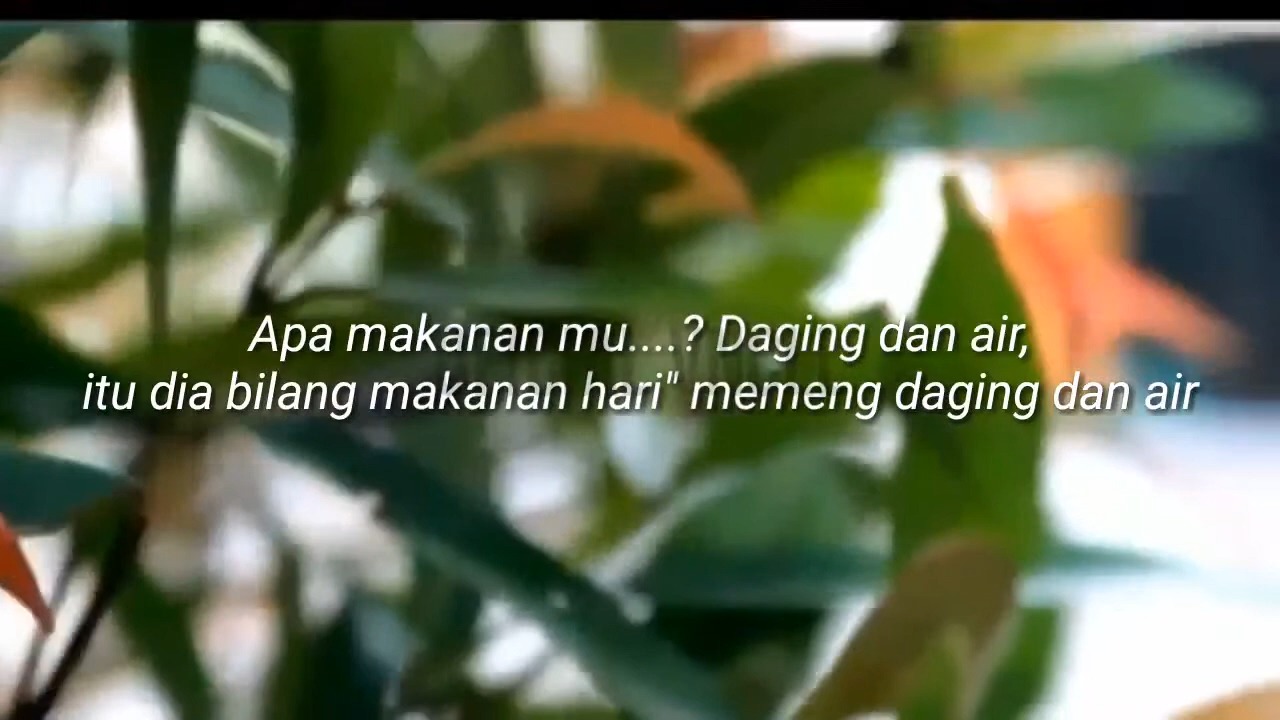 Apa makanan mu....? Daging dan air,
itu dia bilang makanan hari" memeng daging dan air